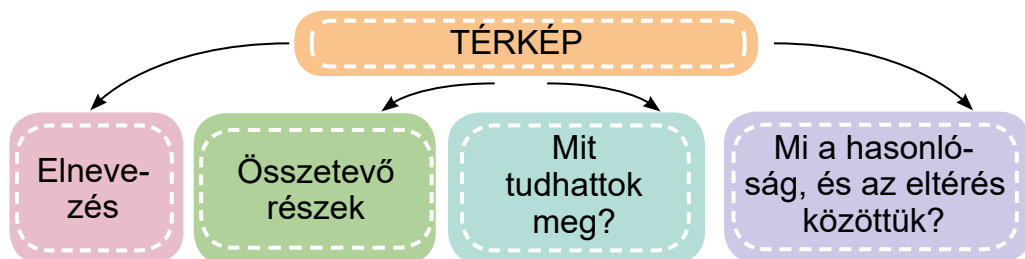 TÉRKÉP
Elneve-
zés
Összetevő
részek
Mit
tudhattok
meg?
Mi a hasonló-
ság, és az eltérés
közöttük?